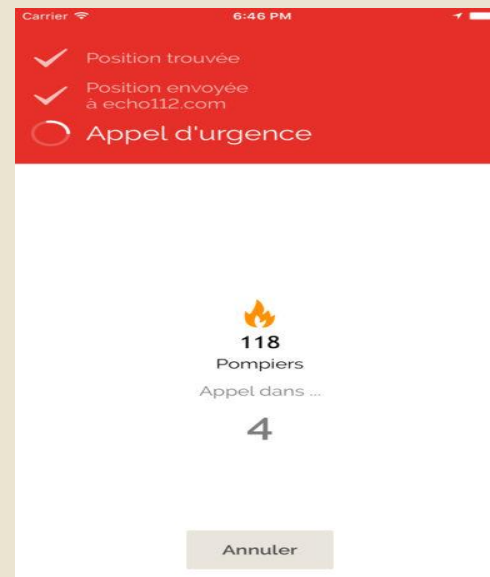 Carrier 6:46 PM
Position trouvée
Position envoyée
à echo112.com
Appel d'urgence
118
Pompiers
Appel dans ...
4
Annuler